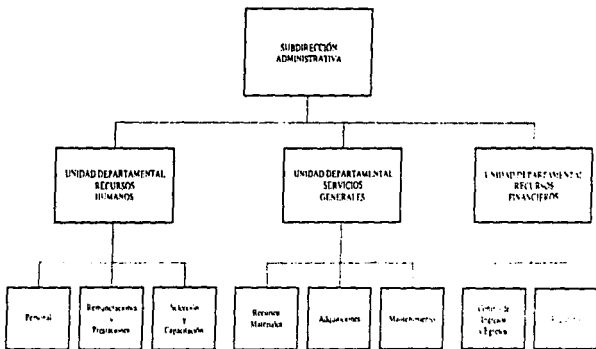 SUBDIRECCIÓN
ADMINISTRATIVA
UNIDAD DEPARTAMENTAL
RECURSOS
HUMANOS
UNIDAD DEPARTAMENTAL
SERVICIOS
GENERALES
UNIDAD DEPARTAMENTAL
RECURSOS
FINANCIEROS
Personal
Remuneraciones
y
Prestaciones
Selección
y
Capacitación
Recursos
Materiales
Adquisiciones
Mantenimiento
Control de
Ingresos
y Egresos